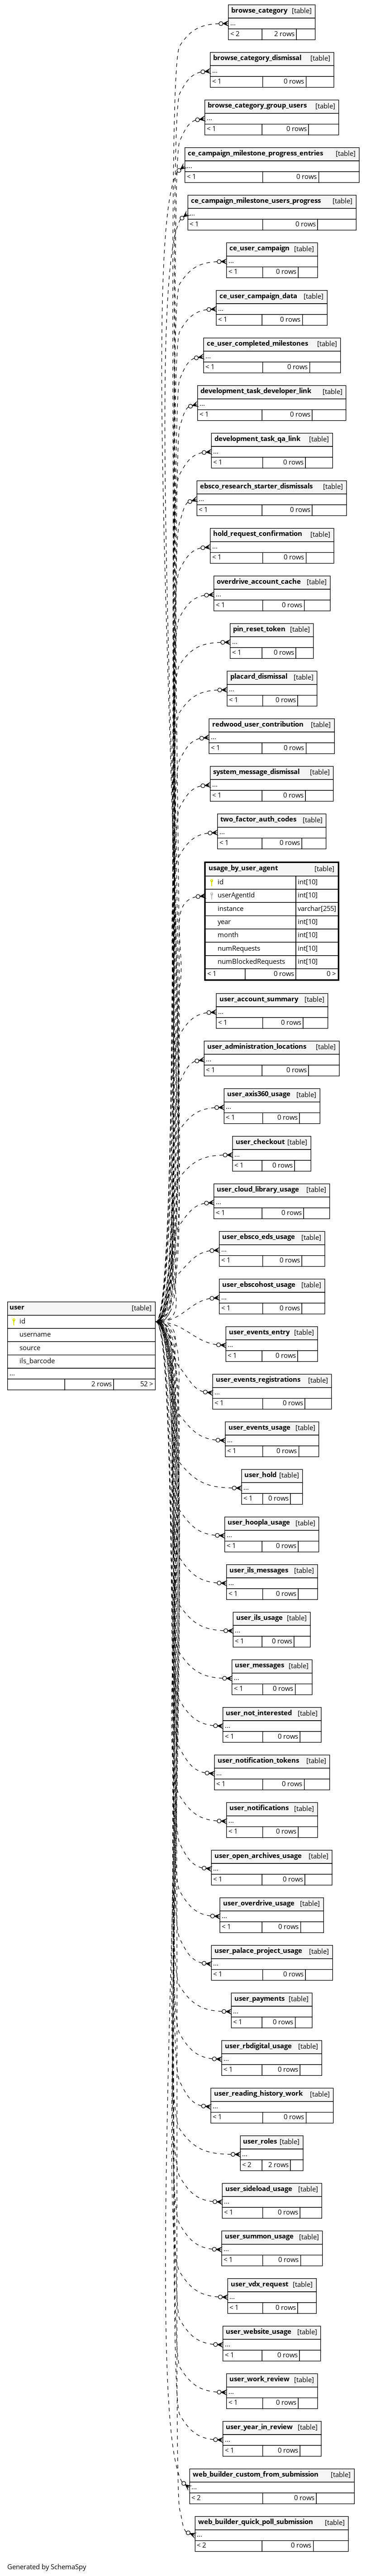 browse_category [table]
...
< 2 2 rows
browse_category_dismissal [table]
...
< 1 0 rows
browse_category_group_users [table]
...
< 1 0 rows
ce_campaign_milestone_progress_entries [table]
...
< 1 0 rows
ce_campaign_milestone_users_progress [table]
...
< 1 0 rows
ce_user_campaign [table]
...
< 1 0 rows
ce_user_campaign_data [table]
...
< 1 0 rows
ce_user_completed_milestones [table]
...
< 1 0 rows
development_task_developer_link [table]
...
< 1 0 rows
development_task_qa_link [table]
...
< 1 0 rows
ebsco_research_starter_dismissals [table]
...
< 1 0 rows
hold_request_confirmation [table]
...
< 1 0 rows
overdrive_account_cache [table]
...
< 1 0 rows
pin_reset_token [table]
...
< 1 0 rows
placard_dismissal [table]
...
< 1 0 rows
redwood_user_contribution [table]
...
< 1 0 rows
system_message_dismissal [table]
...
< 1 0 rows
two_factor_auth_codes [table]
...
< 1 0 rows
usage_by_user_agent [table]
id int[10]
userAgentId int[10]
instance varchar[255]
year int[10]
month int[10]
numRequests int[10]
numBlockedRequests int[10]
< 1 0 rows 0 >
user_account_summary [table]
...
< 1 0 rows
user_administration_locations [table]
...
< 1 0 rows
user_axis360_usage [table]
...
< 1 0 rows
user_checkout [table]
...
< 1 0 rows
user_cloud_library_usage [table]
...
< 1 0 rows
user_ebsco_eds_usage [table]
...
< 1 0 rows
user_ebscohost_usage [table]
...
< 1 0 rows
user [table]
id
username
source
ils_barcode
...
2 rows 52 >
user_events_entry [table]
...
< 1 0 rows
user_events_registrations [table]
...
< 1 0 rows
user_events_usage [table]
...
< 1 0 rows
user_hold [table]
...
< 1 0 rows
user_hoopla_usage [table]
...
< 1 0 rows
user_ils_messages [table]
...
< 1 0 rows
user_ils_usage [table]
...
< 1 0 rows
user_messages [table]
...
< 1 0 rows
user_not_interested [table]
...
< 1 0 rows
user_notification_tokens [table]
...
< 1 0 rows
user_notifications [table]
...
< 1 0 rows
user_open_archives_usage [table]
...
< 1 0 rows
user_overdrive_usage [table]
...
< 1 0 rows
user_palace_project_usage [table]
...
< 1 0 rows
user_payments [table]
...
< 1 0 rows
user_rbdigital_usage [table]
...
< 1 0 rows
user_reading_history_work [table]
...
< 1 0 rows
user_roles [table]
...
< 2 2 rows
user_sideload_usage [table]
...
< 1 0 rows
user_summon_usage [table]
...
< 1 0 rows
user_vdx_request [table]
...
< 1 0 rows
user_website_usage [table]
...
< 1 0 rows
user_work_review [table]
...
< 1 0 rows
user_year_in_review [table]
...
< 1 0 rows
web_builder_custom_from_submission [table]
...
< 2 0 rows
web_builder_quick_poll_submission [table]
...
< 2 0 rows
Generated by SchemaSpy